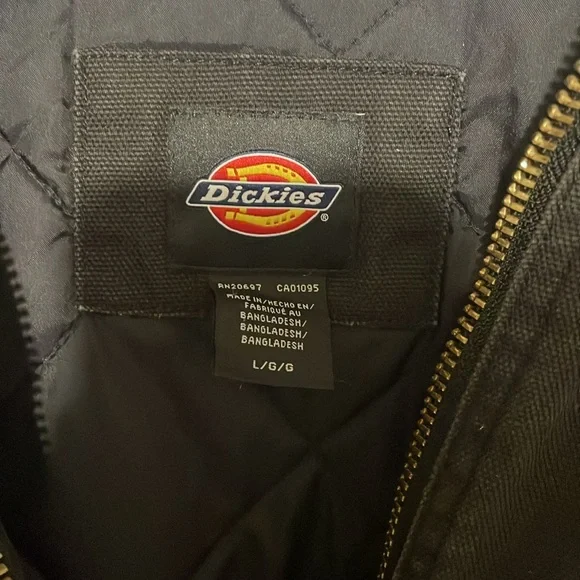 Dickies
®
RN20697 CA01095
MADE IN/HECHO EN/
FABRIQUÉ AU
BANGLADESH/
BANGLADESH/
BANGLADESH
L/G/G